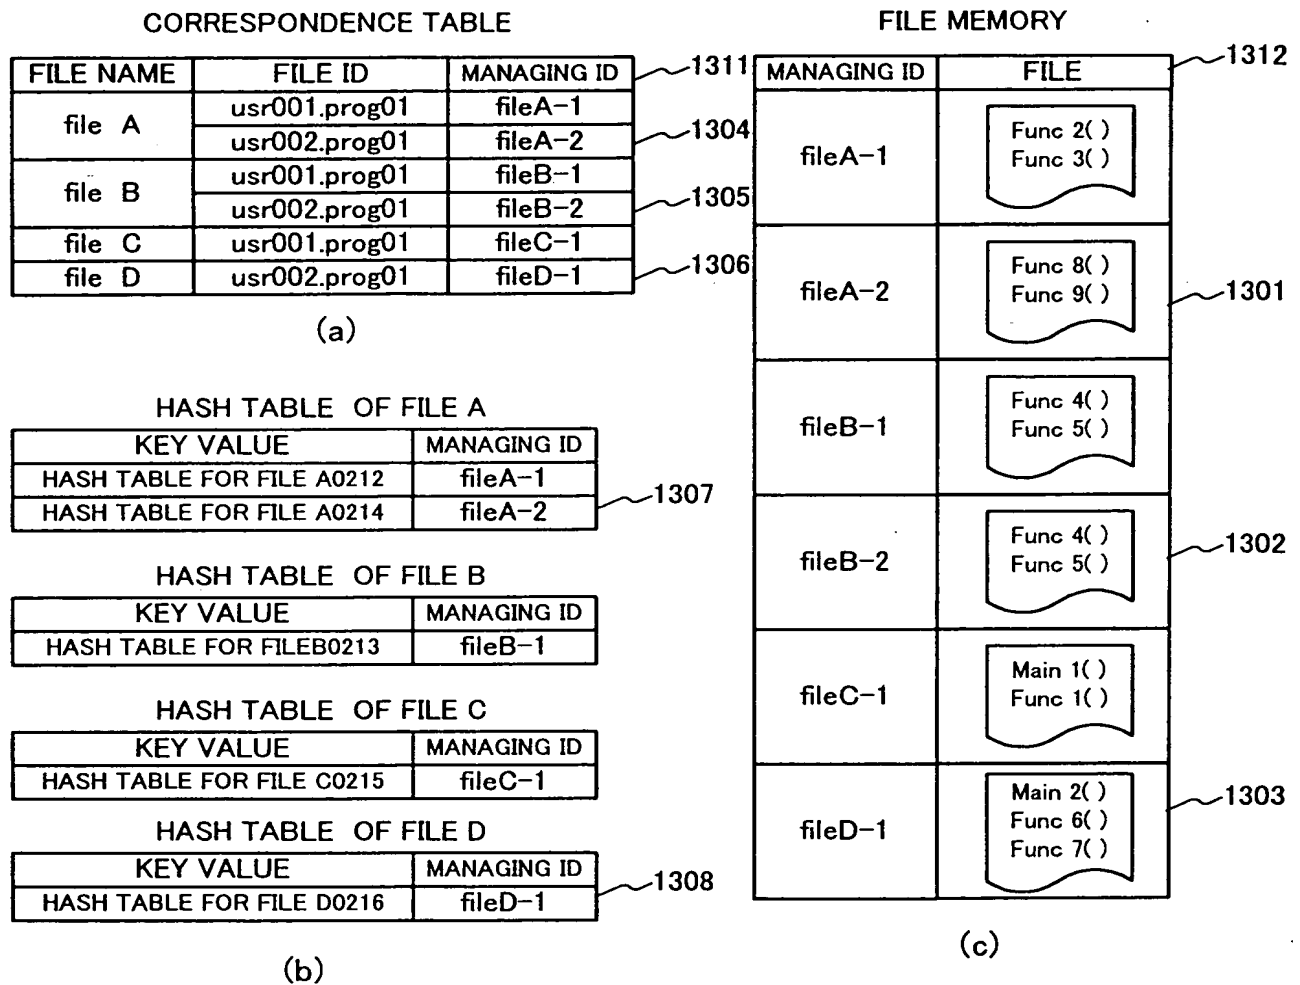 CORRESPONDENCE TABLE
FILE NAME FILE ID MANAGING ID 1311
file A usr001.prog01 fileA-1
usr002.prog01 fileA-2 1304
file B usr001.prog01 fileB-1
usr002.prog01 fileB-2 1305
file C usr001.prog01 fileC-1
file D usr002.prog01 fileD-1 1306
(a)
HASH TABLE OF FILE A
KEY VALUE MANAGING ID
HASH TABLE FOR FILE A0212 fileA-1
HASH TABLE FOR FILE A0214 fileA-2 1307
HASH TABLE OF FILE B
KEY VALUE MANAGING ID
HASH TABLE FOR FILEB0213 fileB-1
HASH TABLE OF FILE C
KEY VALUE MANAGING ID
HASH TABLE FOR FILE C0215 fileC-1
HASH TABLE OF FILE D
KEY VALUE MANAGING ID
HASH TABLE FOR FILE D0216 fileD-1 1308
(b)
FILE MEMORY
MANAGING ID FILE 1312
fileA-1
Func 2( )
Func 3( )
fileA-2
Func 8( )
Func 9( )
1301
fileB-1
Func 4( )
Func 5( )
fileB-2
Func 4( )
Func 5( )
1302
fileC-1
Main 1( )
Func 1( )
fileD-1
Main 2( )
Func 6( )
Func 7( )
1303
(c)